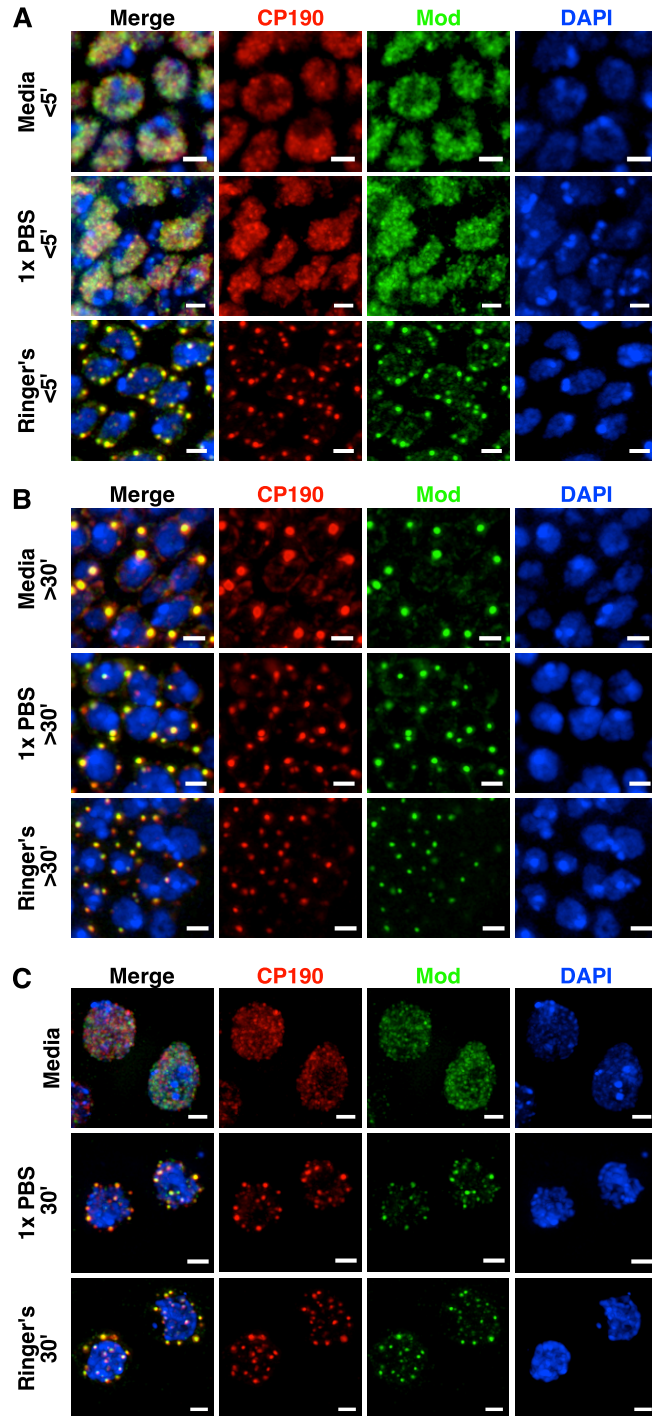 A
Merge CP190 Mod DAPI
Media
<5'
1x PBS
<5'
Ringer's
<5'
B
Merge CP190 Mod DAPI
Media
>30'
1x PBS
>30'
Ringer's
>30'
C
Merge CP190 Mod DAPI
Media
1x PBS
30'
Ringer's
30'